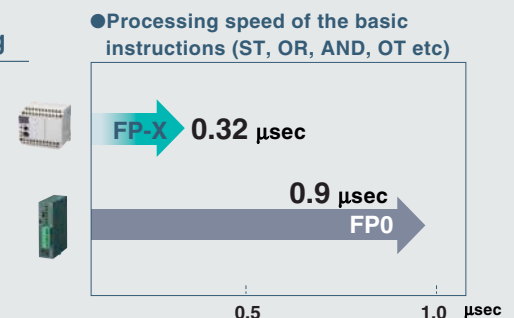 ●Processing speed of the basic
instructions (ST, OR, AND, OT etc)
g
FP-X 0.32 µsec
0.9 µsec
FP0
0.5 1.0 µsec